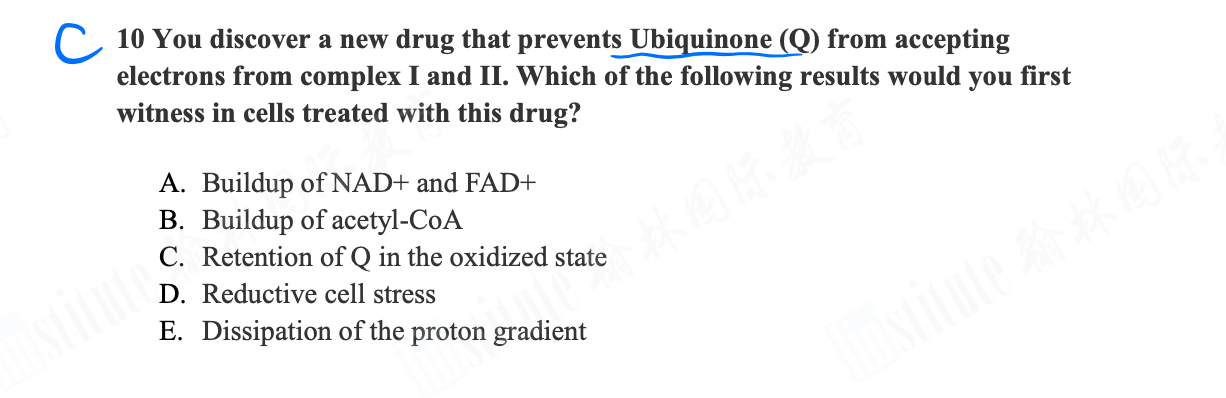 C
10 You discover a new drug that prevents Ubiquinone (Q) from accepting
electrons from complex I and II. Which of the following results would you first
witness in cells treated with this drug?
A. Buildup of NAD+ and FAD+
B. Buildup of acetyl-CoA
C. Retention of Q in the oxidized state
D. Reductive cell stress
E. Dissipation of the proton gradient